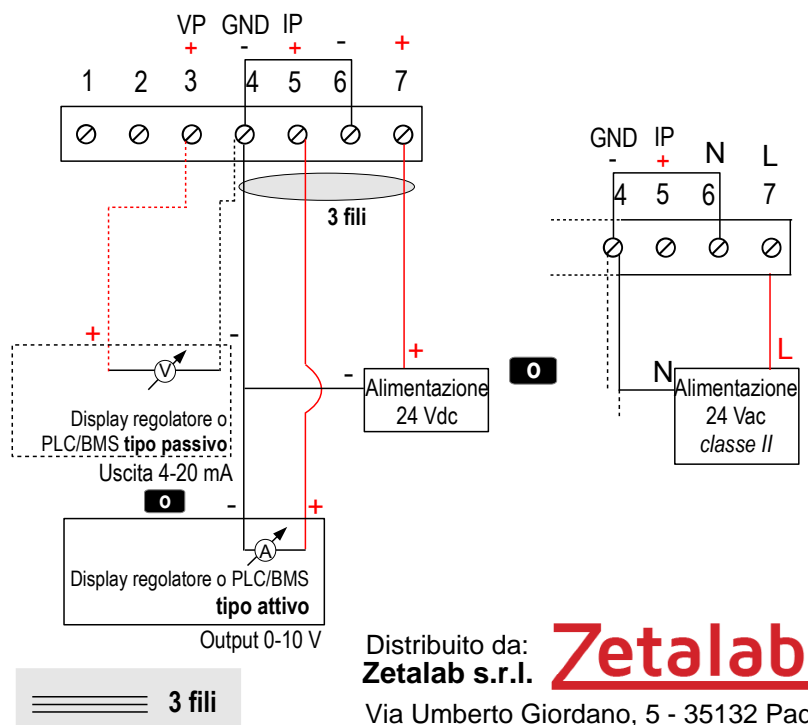 VP GND IP
+ - + - +
1 2 3 4 5 6 7
3 fili
+
-
V
Display regolatore o
PLC/BMS tipo passivo
Uscita 4-20 mA
- +
Alimentazione
24 Vdc
O
O
- +
A
Display regolatore o PLC/BMS
tipo attivo
Output 0-10 V
3 fili
GND IP N L
- +
4 5 6 7
N L
Alimentazione
24 Vac
classe II
Distribuito da:
Zetalab s.r.l.
Zetalab
Via Umberto Giordano, 5 - 35132 Pad